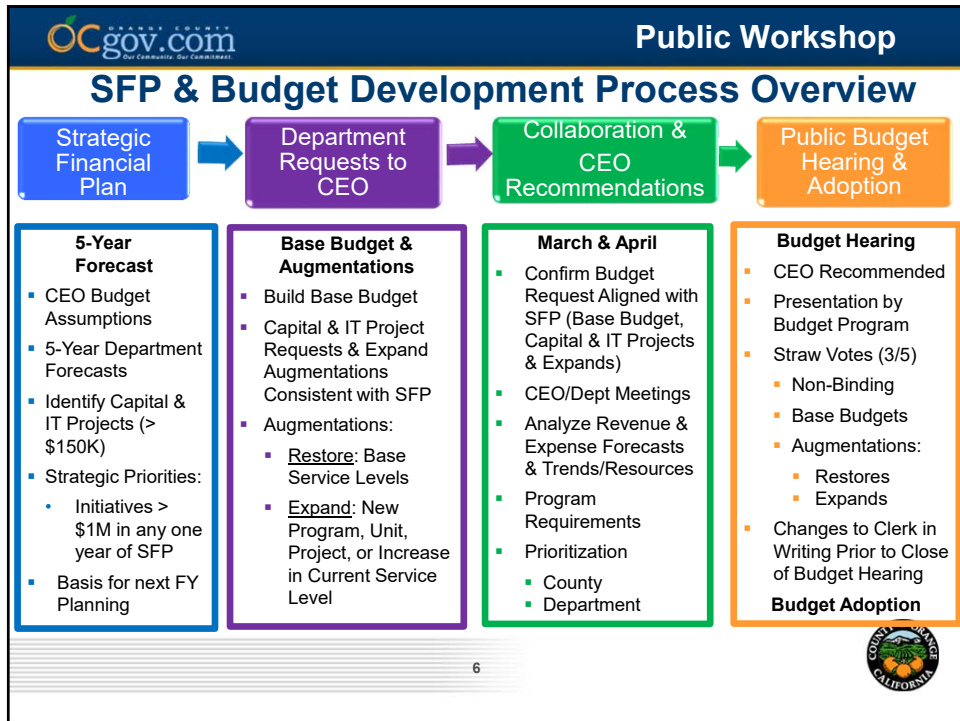 ORANGE COUNTY
OCgov.com
Our Community. Our Commitment.
Public Workshop
SFP & Budget Development Process Overview
Strategic
Financial
Plan
Department
Requests to
CEO
Collaboration &
CEO
Recommendations
Public Budget
Hearing &
Adoption
5-Year
Forecast
▪ CEO Budget
Assumptions
▪ 5-Year Department
Forecasts
▪ Identify Capital &
IT Projects (>
$150K)
▪ Strategic Priorities:
• Initiatives >
$1M in any one
year of SFP
▪ Basis for next FY
Planning
Base Budget &
Augmentations
▪ Build Base Budget
▪ Capital & IT Project
Requests & Expand
Augmentations
Consistent with SFP
▪ Augmentations:
▪ Restore: Base
Service Levels
▪ Expand: New
Program, Unit,
Project, or Increase
in Current Service
Level
March & April
▪ Confirm Budget
Request Aligned with
SFP (Base Budget,
Capital & IT Projects
& Expands)
▪ CEO/Dept Meetings
▪ Analyze Revenue &
Expense Forecasts
& Trends/Resources
▪ Program
Requirements
▪ Prioritization
▪ County
▪ Department
Budget Hearing
▪ CEO Recommended
▪ Presentation by
Budget Program
▪ Straw Votes (3/5)
▪ Non-Binding
▪ Base Budgets
▪ Augmentations:
▪ Restores
▪ Expands
▪ Changes to Clerk in
Writing Prior to Close
of Budget Hearing
Budget Adoption
6
COUNTY OF ORANGE
CALIFORNIA